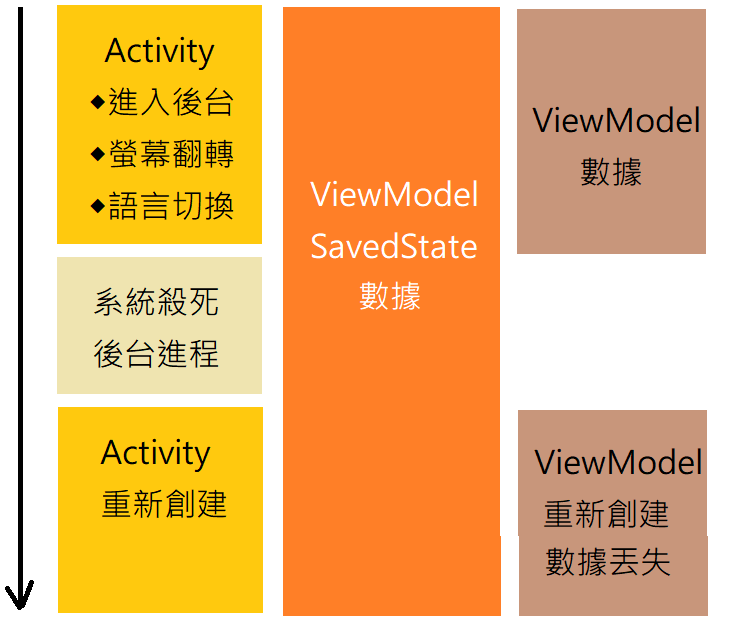 Activity
◆進入後台
◆螢幕翻轉
◆語言切換
系統殺死
後台進程
Activity
重新創建
ViewModel
SavedState
數據
ViewModel
數據
ViewModel
重新創建
數據丟失